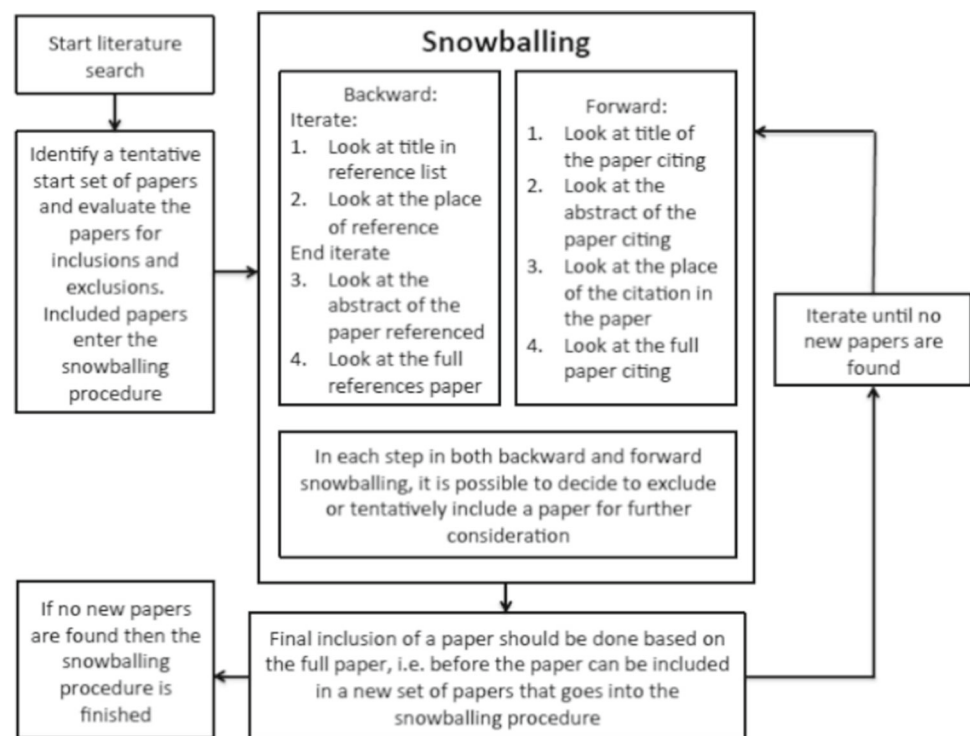 Start literature
search
Identify a tentative
start set of papers
and evaluate the
papers for
inclusions and
exclusions.
Included papers
enter the
snowballing
procedure
Snowballing
Backward:
Iterate:
1. Look at title in
reference list
2. Look at the place
of reference
End iterate
3. Look at the
abstract of the
paper referenced
4. Look at the full
references paper
Forward:
1. Look at title of
the paper citing
2. Look at the
abstract of the
paper citing
3. Look at the place
of the citation in
the paper
4. Look at the full
paper citing
In each step in both backward and forward
snowballing, it is possible to decide to exclude
or tentatively include a paper for further
consideration
Iterate until no
new papers are
found
Final inclusion of a paper should be done based on
the full paper, i.e. before the paper can be included
in a new set of papers that goes into the
snowballing procedure
If no new papers
are found then the
snowballing
procedure is
finished